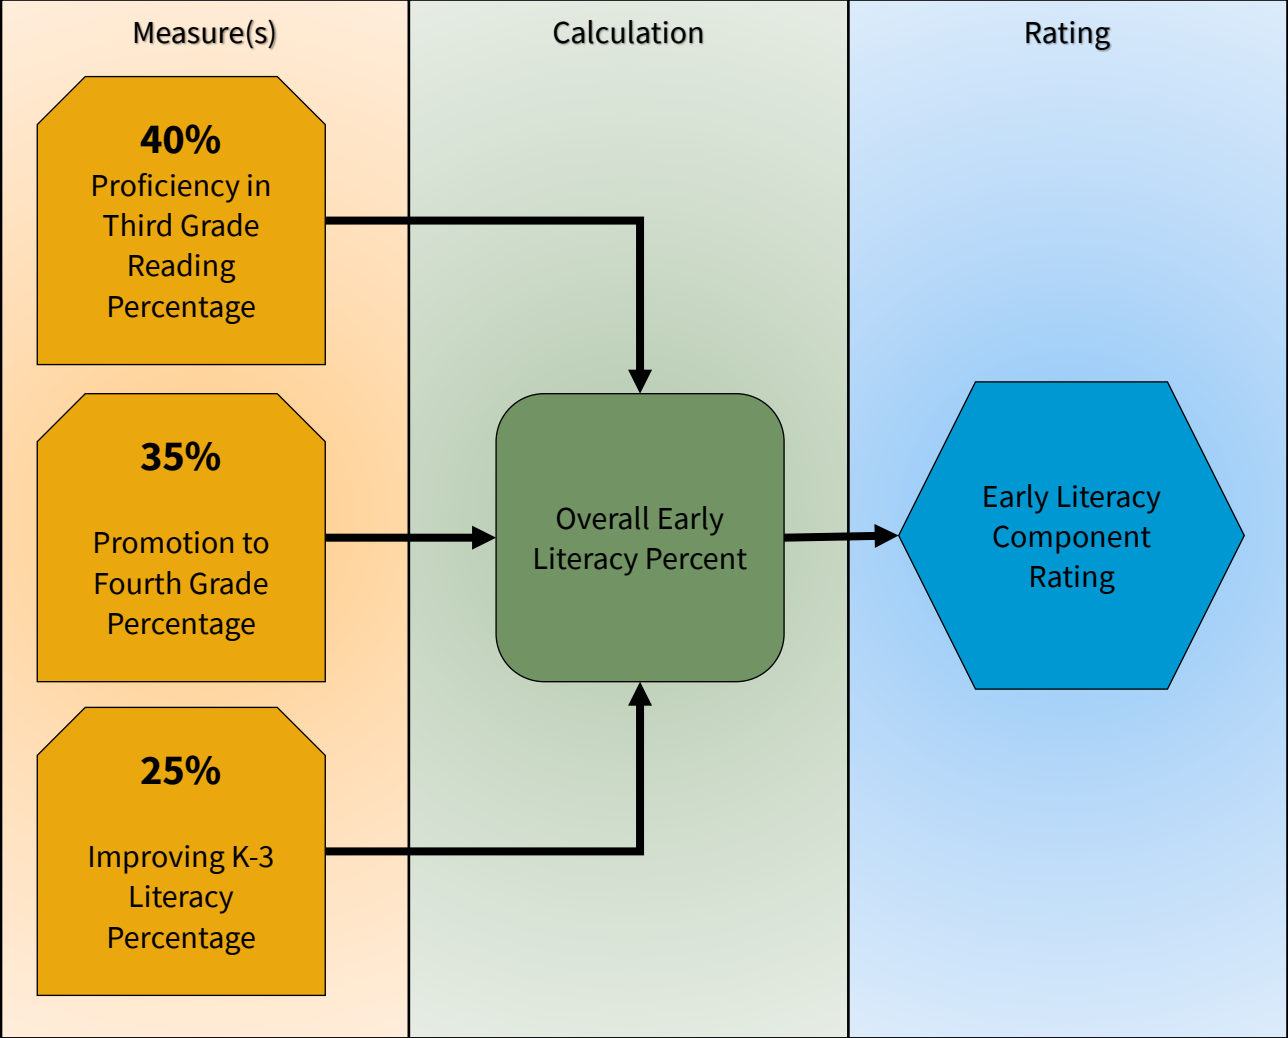 Measure(s)
Calculation
Rating
40%
Proficiency in
Third Grade
Reading
Percentage
35%
Promotion to
Fourth Grade
Percentage
25%
Improving K-3
Literacy
Percentage
Overall Early
Literacy Percent
Early Literacy
Component
Rating